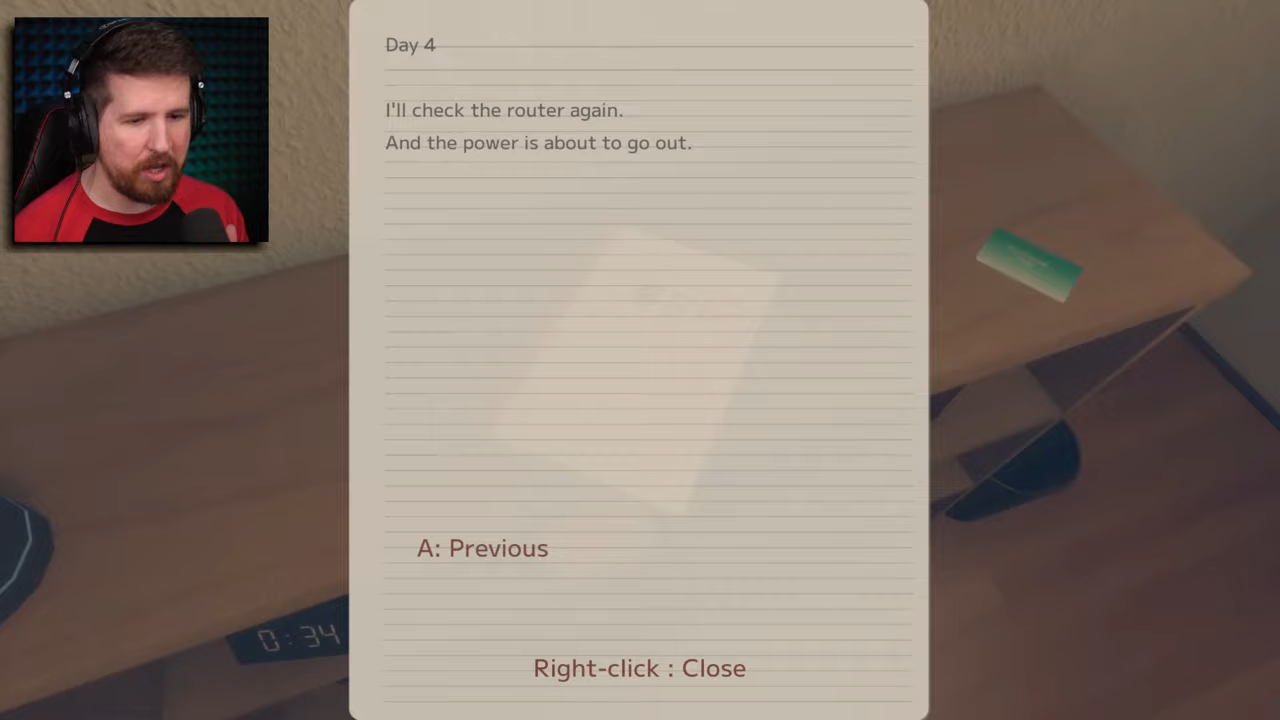 Day 4
I'll check the router again.
And the power is about to go out.
A: Previous
0:34
Right-click : Close